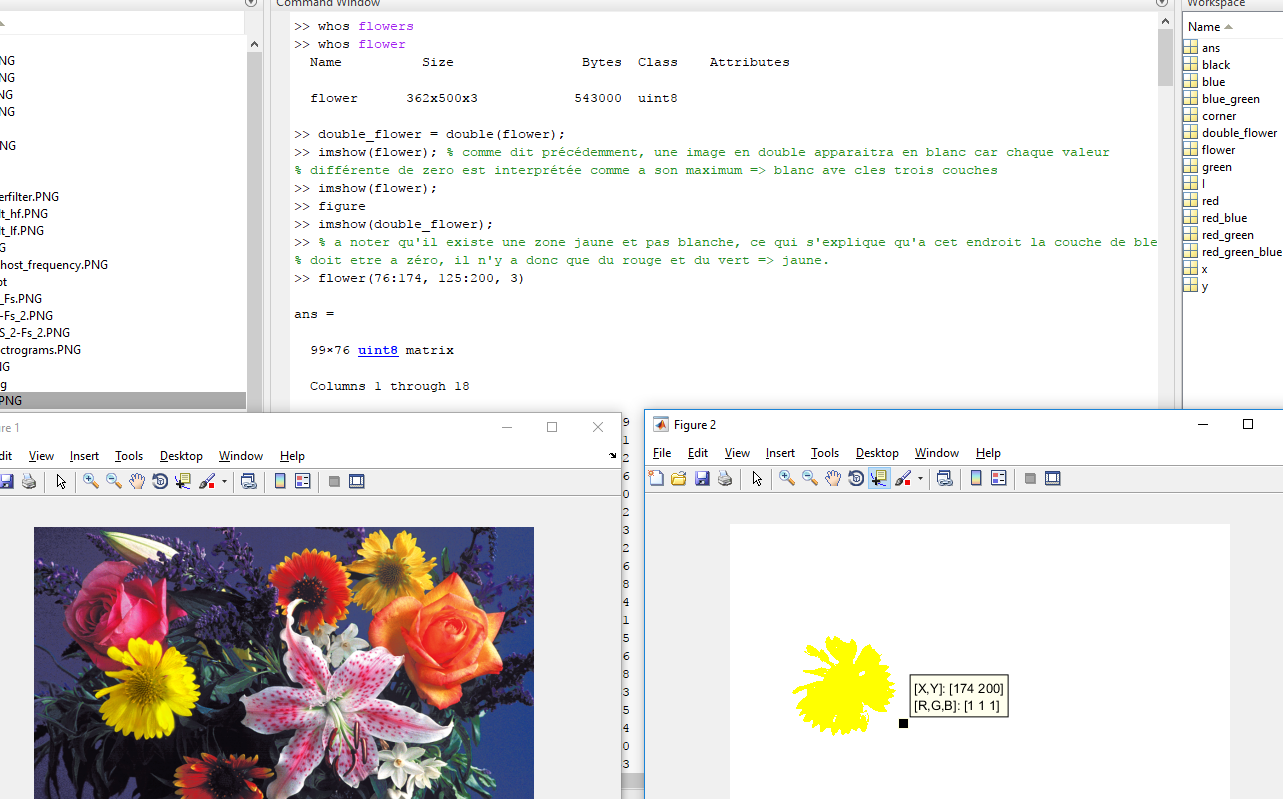 Command Window
Workspace
>> whos flowers
>> whos flower
Name Size Bytes Class Attributes
flower 362x500x3 543000 uint8
>> double_flower = double(flower);
>> imshow(flower); % comme dit précédemment, une image en double apparaitra en blanc car chaque valeur
% différente de zero est interprétée comme a son maximum => blanc ave cles trois couches
>> imshow(flower);
>> figure
>> imshow(double_flower);
>> % a noter qu'il existe une zone jaune et pas blanche, ce qui s'explique qu'a cet endroit la couche de ble
% doit etre a zéro, il n'y a donc que du rouge et du vert => jaune.
>> flower(76:174, 125:200, 3)
ans =
99×76 uint8 matrix
Columns 1 through 18
NG
NG
NG
NG
NG
erfilter.PNG
lt_hf.PNG
lt_lf.PNG
G
host_frequency.PNG
pt
_Fs.PNG
2-Fs_2.PNG
S_2-Fs_2.PNG
ectrograms.PNG
NG
ng
PNG
Name
ans
black
blue
blue_green
corner
double_flower
flower
green
l
red
red_blue
red_green
red_green_blue
x
y
9
1
2
6
0
2
3
2
6
8
4
1
5
6
8
3
5
4
0
3
ure 1
dit View Insert Tools Desktop Window Help
Figure 2
File Edit View Insert Tools Desktop Window Help
[X,Y]: [174 200]
[R,G,B]: [1 1 1]